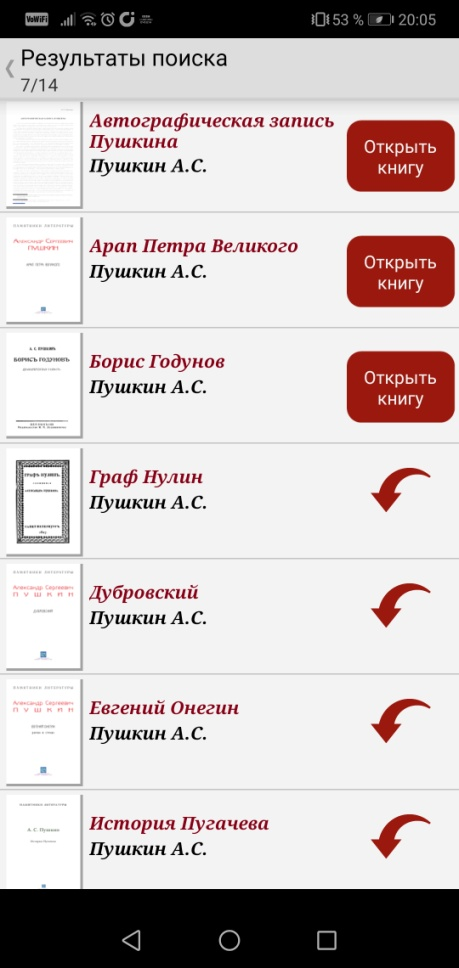 VoWiFi 53 % 20:05
Результаты поиска
7/14
Автографическая запись
Пушкина
Пушкин А.С.
Открыть
книгу
Арап Петра Великого
Пушкин А.С.
Открыть
книгу
Борис Годунов
Пушкин А.С.
Открыть
книгу
Граф Нулин
Пушкин А.С.
Дубровский
Пушкин А.С.
Евгений Онегин
Пушкин А.С.
История Пугачева
Пушкин А.С.